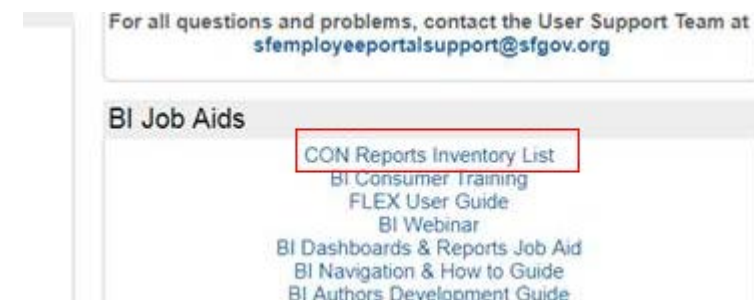 For all questions and problems, contact the User Support Team at
sfemployeeportalsupport@sfgov.org
BI Job Aids
CON Reports Inventory List
BI Consumer Training
FLEX User Guide
BI Webinar
BI Dashboards & Reports Job Aid
BI Navigation & How to Guide
BI Authors Development Guide